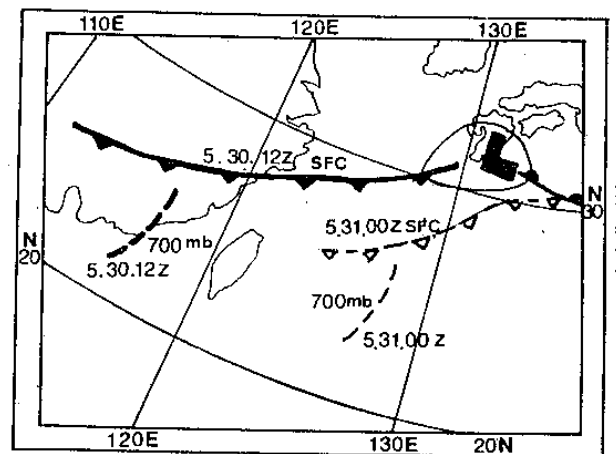 110E
120E
130E
5.30.12Z SFC
L
N
30
5,31,00Z SFC
700 mb
5.30.12Z
N
20
700mb
5,31,00 Z
120E
130E
20N